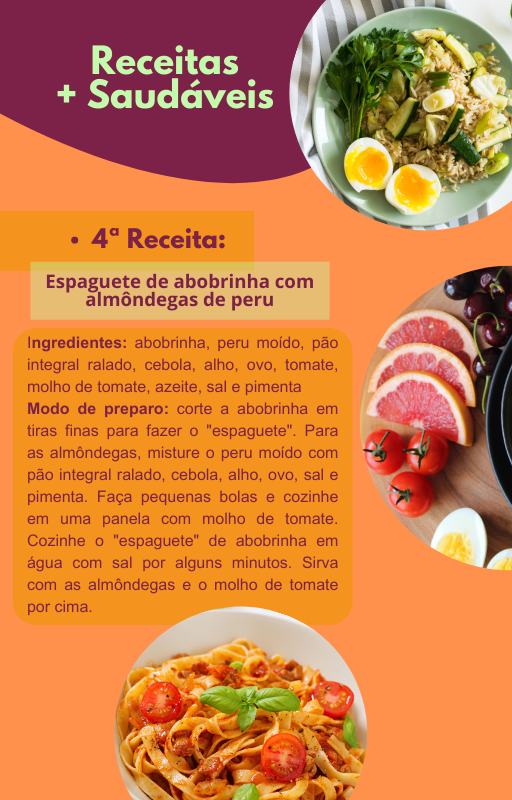 Receitas
+ Saudáveis
• 4ª Receita:
Espaguete de abobrinha com
almôndegas de peru
Ingredientes: abobrinha, peru moído, pão
integral ralado, cebola, alho, ovo, tomate,
molho de tomate, azeite, sal e pimenta
Modo de preparo: corte a abobrinha em
tiras finas para fazer o "espaguete". Para
as almôndegas, misture o peru moído com
pão integral ralado, cebola, alho, ovo, sal e
pimenta. Faça pequenas bolas e cozinhe
em uma panela com molho de tomate.
Cozinhe o "espaguete" de abobrinha em
água com sal por alguns minutos. Sirva
com as almôndegas e o molho de tomate
por cima.